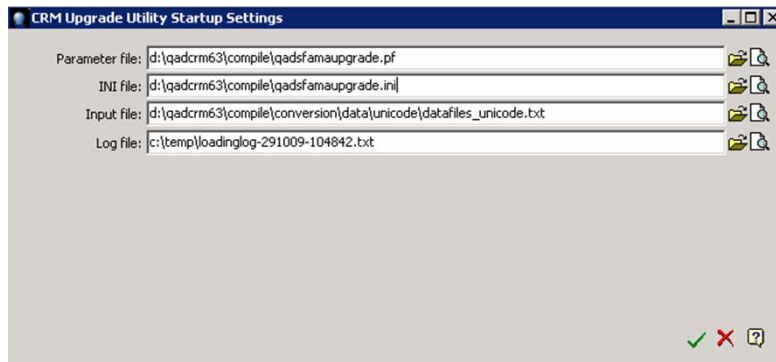 CRM Upgrade Utility Startup Settings
Parameter file: d:\qadcrm63\compile\qadsfamaupgrade.pf
INI file: d:\qadcrm63\compile\qadsfamaupgrade.ini
Input file: d:\qadcrm63\compile\conversion\data\unicode\datafiles_unicode.txt
Log file: c:\temp\loadinglog-291009-104842.txt